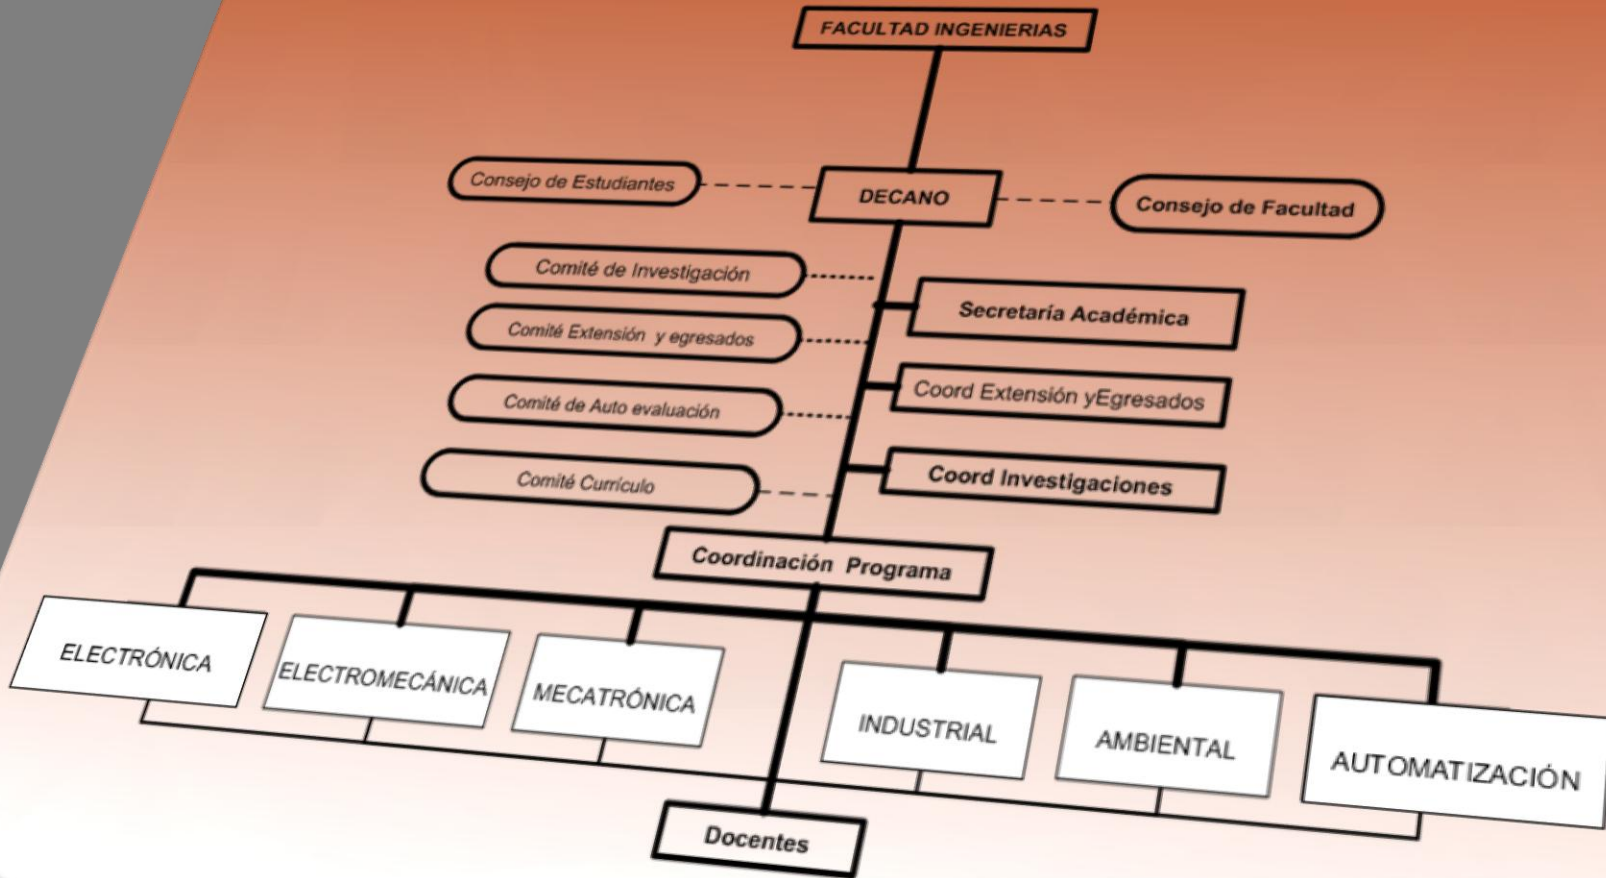 FACULTAD INGENIERIAS
Consejo de Estudiantes
DECANO
Consejo de Facultad
Comité de Investigación
Secretaría Académica
Comité Extensión y egresados
Coord Extensión yEgresados
Comité de Auto evaluación
Coord Investigaciones
Comité Currículo
Coordinación Programa
ELECTRÓNICA
ELECTROMECÁNICA
MECATRÓNICA
INDUSTRIAL
AMBIENTAL
AUTOMATIZACIÓN
Docentes